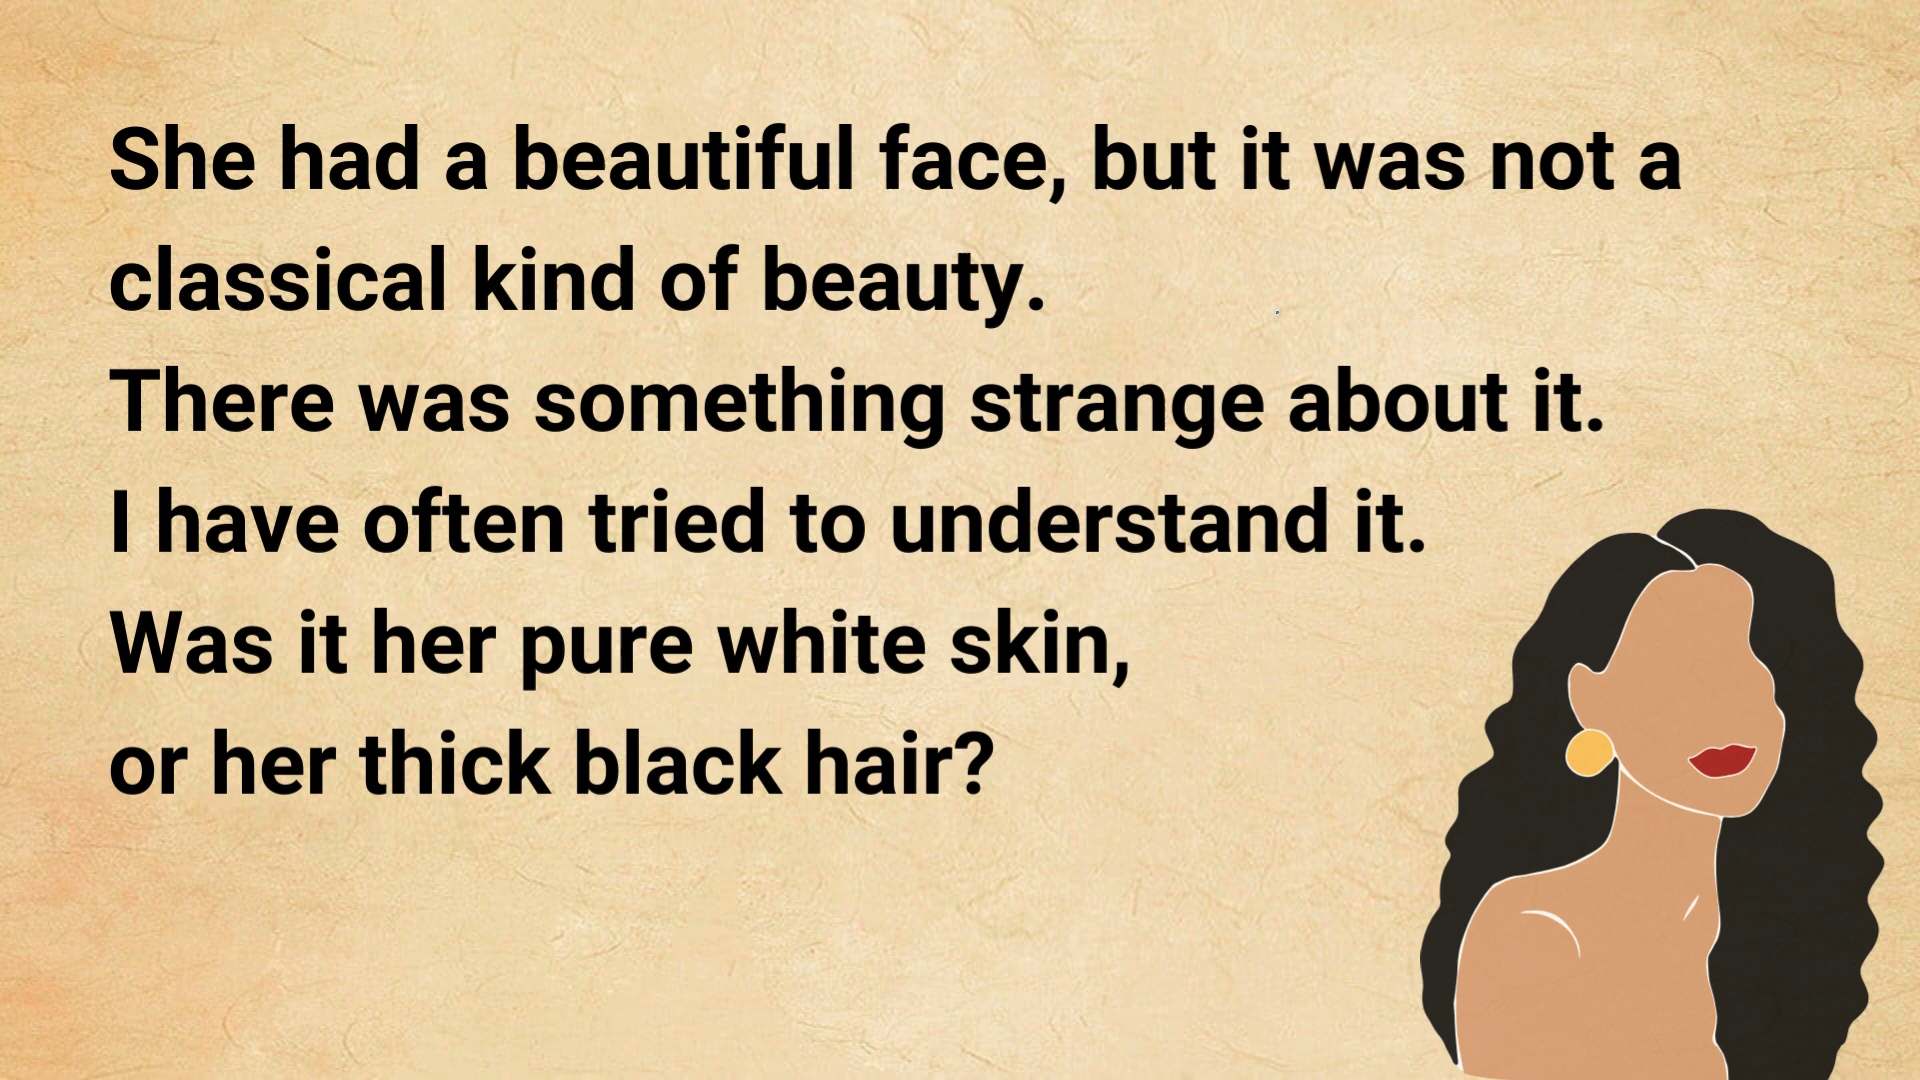 She had a beautiful face, but it was not a
classical kind of beauty.
There was something strange about it.
I have often tried to understand it.
Was it her pure white skin,
or her thick black hair?